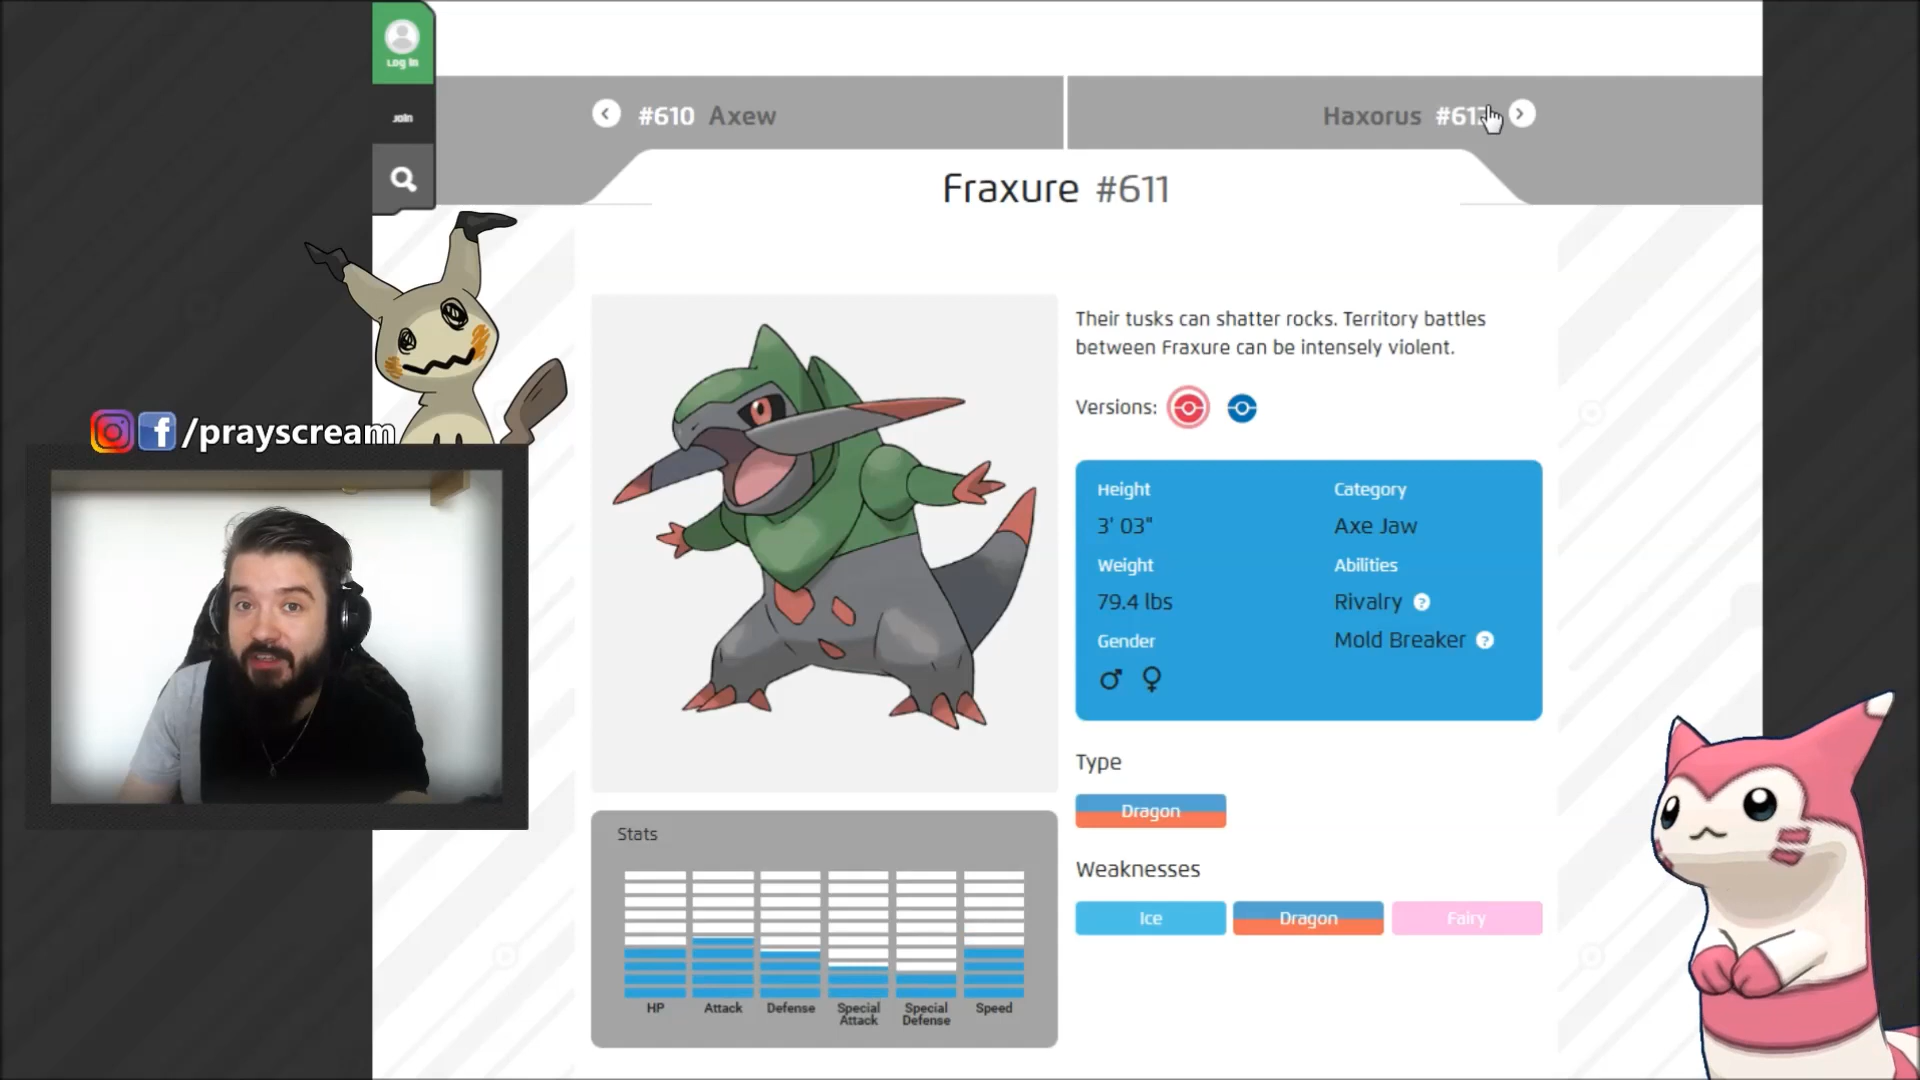 Log in
Join
#610 Axew
Haxorus
Fraxure #611
Their tusks can shatter rocks. Territory battles
between Fraxure can be intensely violent.
Versions:
/prayscream
Height
3' 03"
Category
Axe Jaw
Weight
79.4 lbs
Abilities
Rivalry ?
Mold Breaker ?
Gender
♂ ♀
Type
Dragon
Weaknesses
Ice Dragon Fairy
Stats
HP Attack Defense Special Attack Special Defense Speed